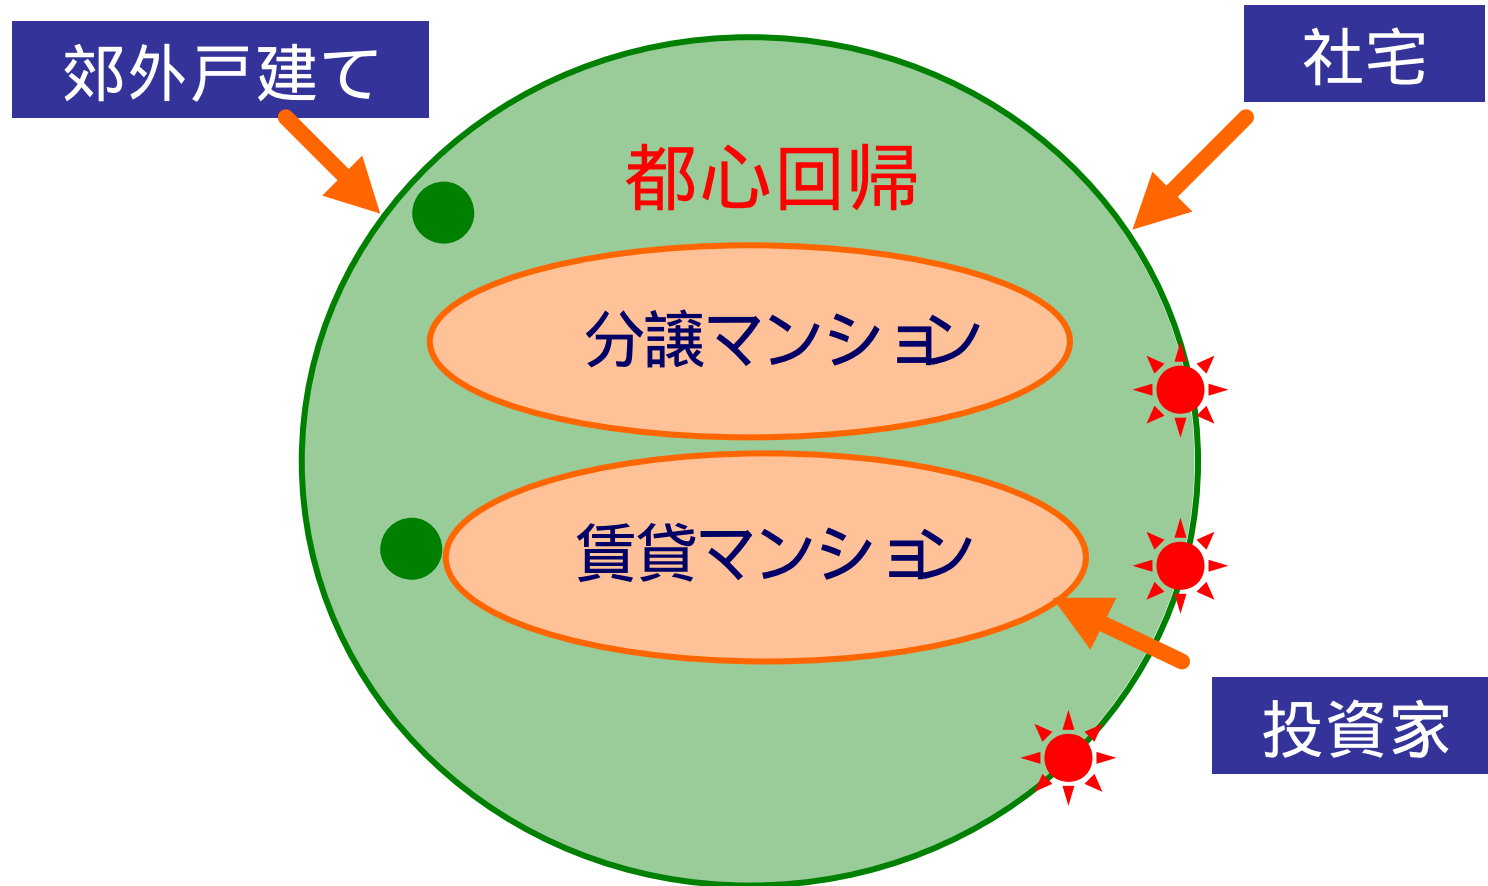 郊外戸建て
社宅
都心回帰
分譲マンション
賃貸マンション
投資家